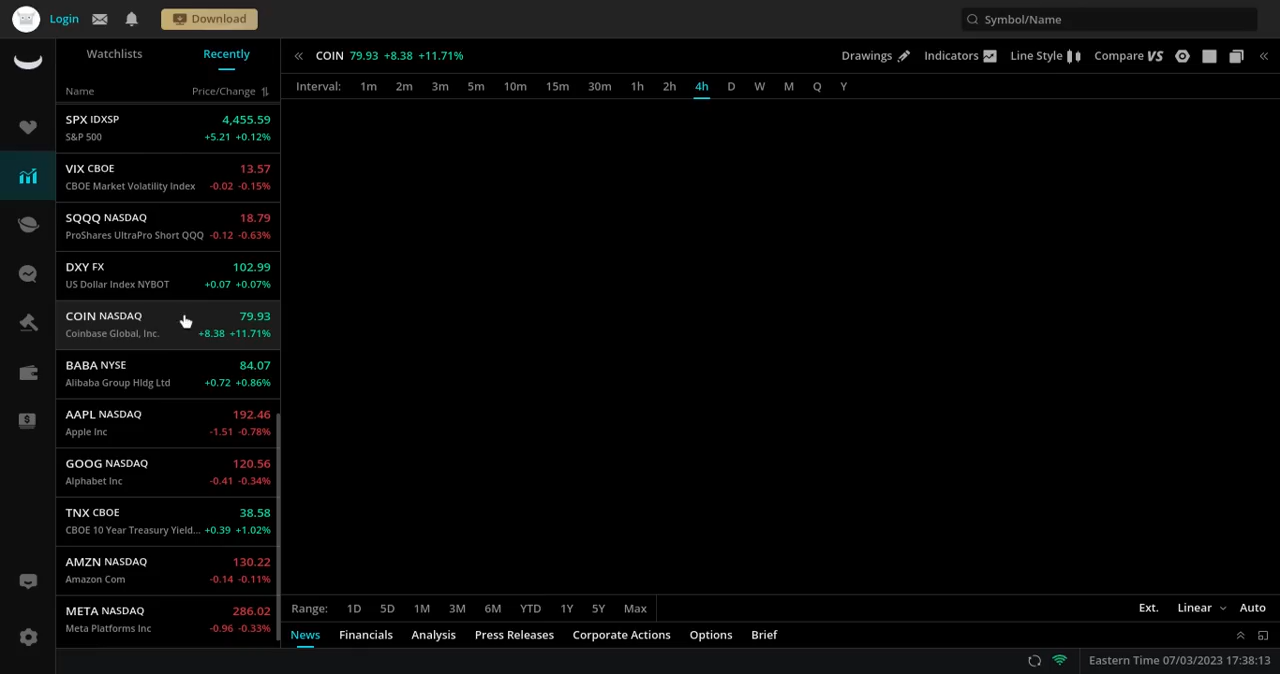 Login
Download
Symbol/Name
Watchlists Recently
Name Price/Change
SPX IDXSP 4,455.59
S&P 500 +5.21 +0.12%
VIX CBOE 13.57
CBOE Market Volatility Index -0.02 -0.15%
SQQQ NASDAQ 18.79
ProShares UltraPro Short QQQ -0.12 -0.63%
DXY FX 102.99
US Dollar Index NYBOT +0.07 +0.07%
COIN NASDAQ 79.93
Coinbase Global, Inc. +8.38 +11.71%
BABA NYSE 84.07
Alibaba Group Hldg Ltd +0.72 +0.86%
AAPL NASDAQ 192.46
Apple Inc -1.51 -0.78%
GOOG NASDAQ 120.56
Alphabet Inc -0.41 -0.34%
TNX CBOE 38.58
CBOE 10 Year Treasury Yield... +0.39 +1.02%
AMZN NASDAQ 130.22
Amazon Com -0.14 -0.11%
META NASDAQ 286.02
Meta Platforms Inc -0.96 -0.33%
COIN 79.93 +8.38 +11.71%
Drawings Indicators Line Style Compare VS
Interval: 1m 2m 3m 5m 10m 15m 30m 1h 2h 4h D W M Q Y
Range: 1D 5D 1M 3M 6M YTD 1Y 5Y Max
Ext. Linear Auto
News Financials Analysis Press Releases Corporate Actions Options Brief
Eastern Time 07/03/2023 17:38:13